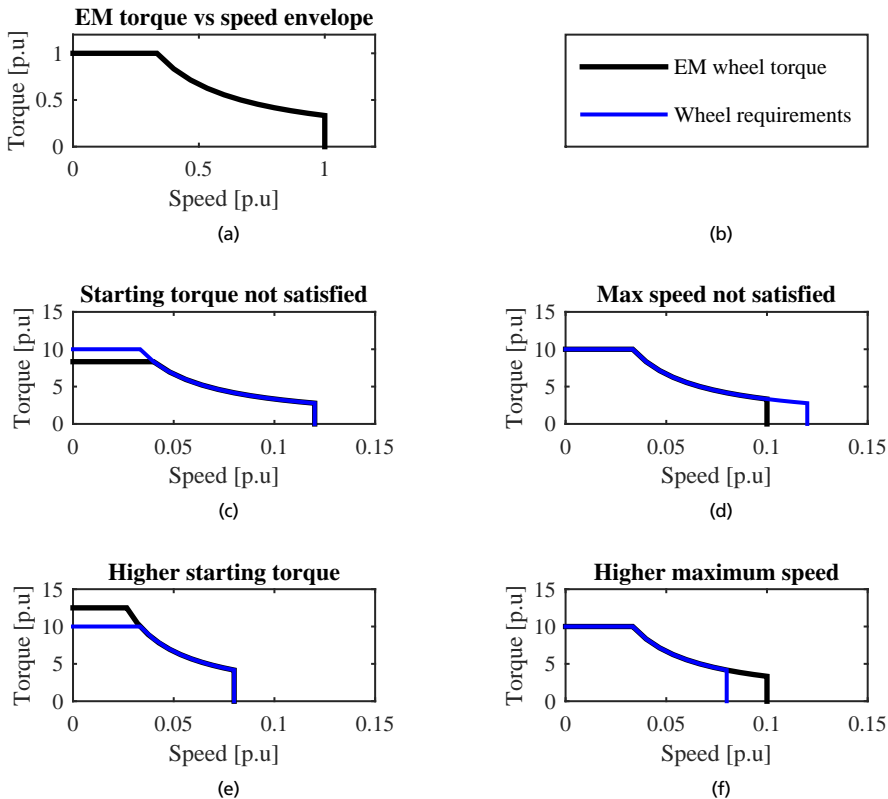 EM torque vs speed envelope
Torque [p.u]
1
0.5
0
0
0.5
1
Speed [p.u]
(a)
EM wheel torque
Wheel requirements
(b)
Starting torque not satisfied
Torque [p.u]
15
10
5
0
0
0.05
0.1
0.15
Speed [p.u]
(c)
Max speed not satisfied
Torque [p.u]
15
10
5
0
0
0.05
0.1
0.15
Speed [p.u]
(d)
Higher starting torque
Torque [p.u]
15
10
5
0
0
0.05
0.1
0.15
Speed [p.u]
(e)
Higher maximum speed
Torque [p.u]
15
10
5
0
0
0.05
0.1
0.15
Speed [p.u]
(f)